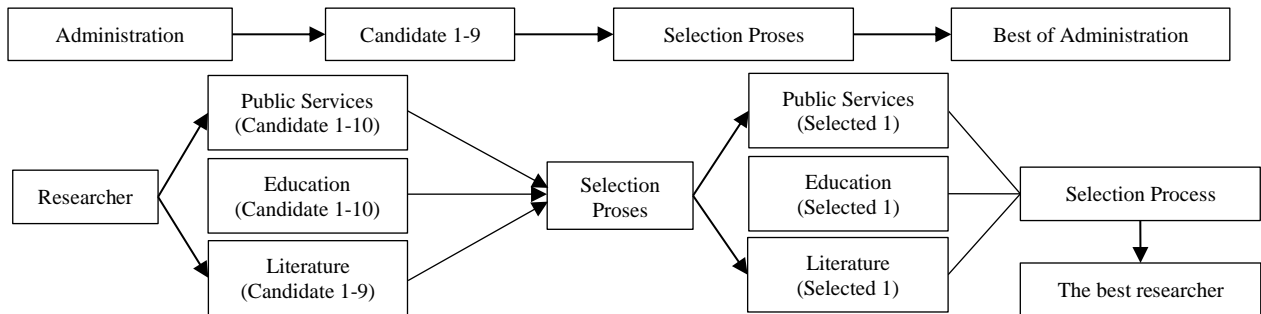 Administration
Candidate 1-9
Selection Proses
Best of Administration
Researcher
Public Services
(Candidate 1-10)
Education
(Candidate 1-10)
Literature
(Candidate 1-9)
Selection
Proses
Public Services
(Selected 1)
Education
(Selected 1)
Literature
(Selected 1)
Selection Process
The best researcher